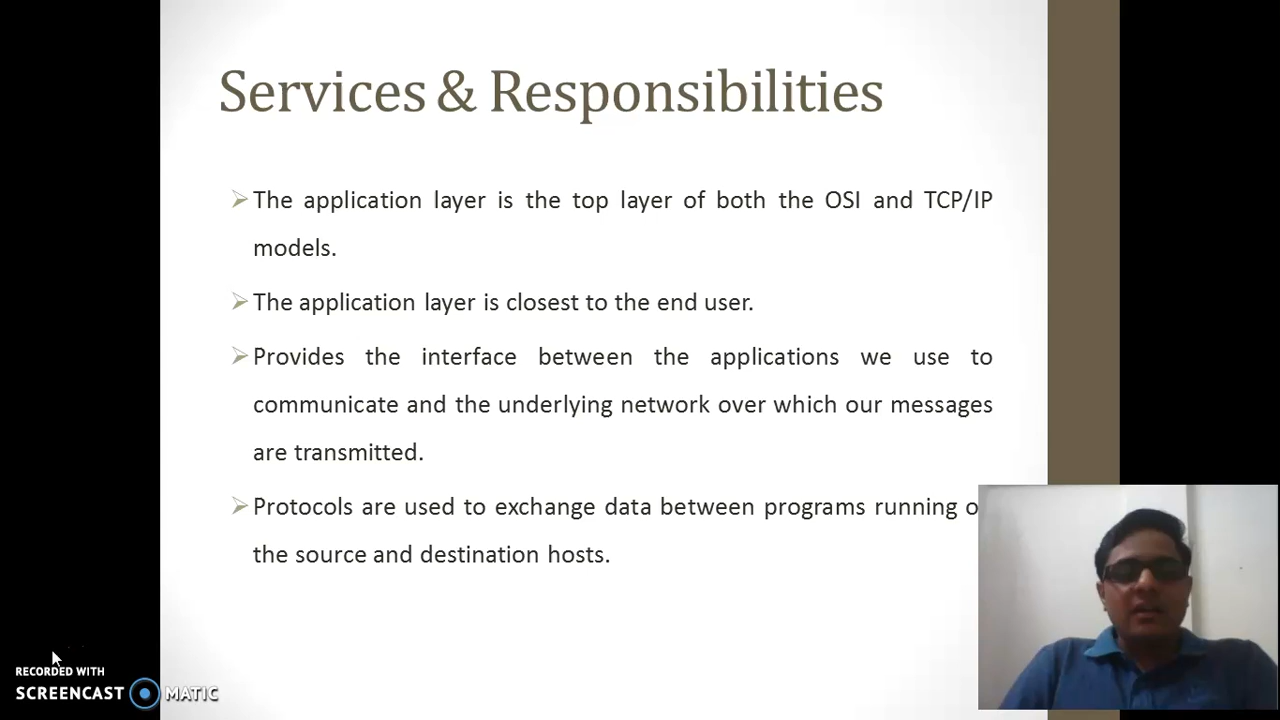 Services & Responsibilities
The application layer is the top layer of both the OSI and TCP/IP
models.
The application layer is closest to the end user.
Provides the interface between the applications we use to
communicate and the underlying network over which our messages
are transmitted.
Protocols are used to exchange data between programs running
the source and destination hosts.
RECORDED WITH
SCREENCAST MATIC